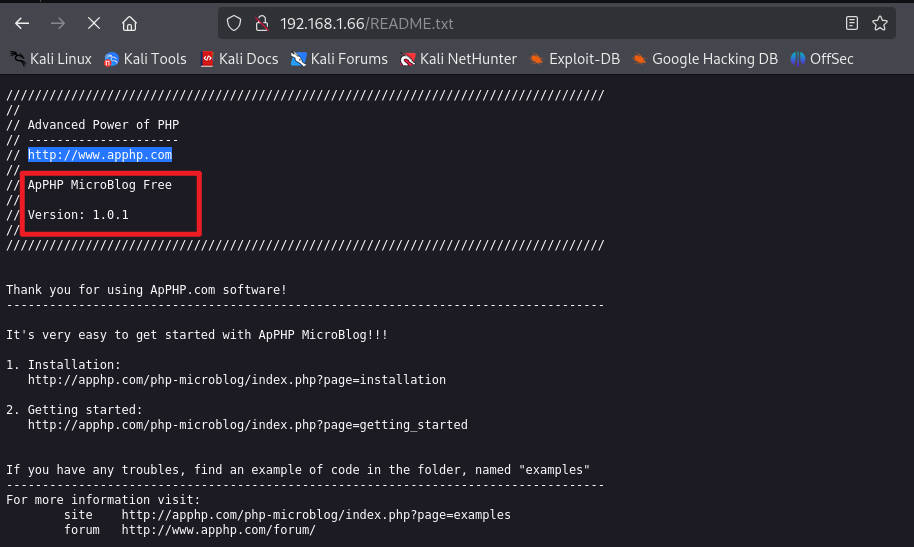 192.168.1.66/README.txt
Kali Linux Kali Tools Kali Docs Kali Forums Kali NetHunter Exploit-DB Google Hacking DB OffSec
///////////////////////////////////////////////////////////////////////////////////
//
// Advanced Power of PHP
// ---------------------
// http://www.apphp.com
//
// ApPHP MicroBlog Free
//
// Version: 1.0.1
//
///////////////////////////////////////////////////////////////////////////////////
Thank you for using ApPHP.com software!
-----------------------------------------------------------------------------------
It's very easy to get started with ApPHP MicroBlog!!!
1. Installation:
http://apphp.com/php-microblog/index.php?page=installation
2. Getting started:
http://apphp.com/php-microblog/index.php?page=getting_started
If you have any troubles, find an example of code in the folder, named "examples"
-----------------------------------------------------------------------------------
For more information visit:
site http://apphp.com/php-microblog/index.php?page=examples
forum http://www.apphp.com/forum/